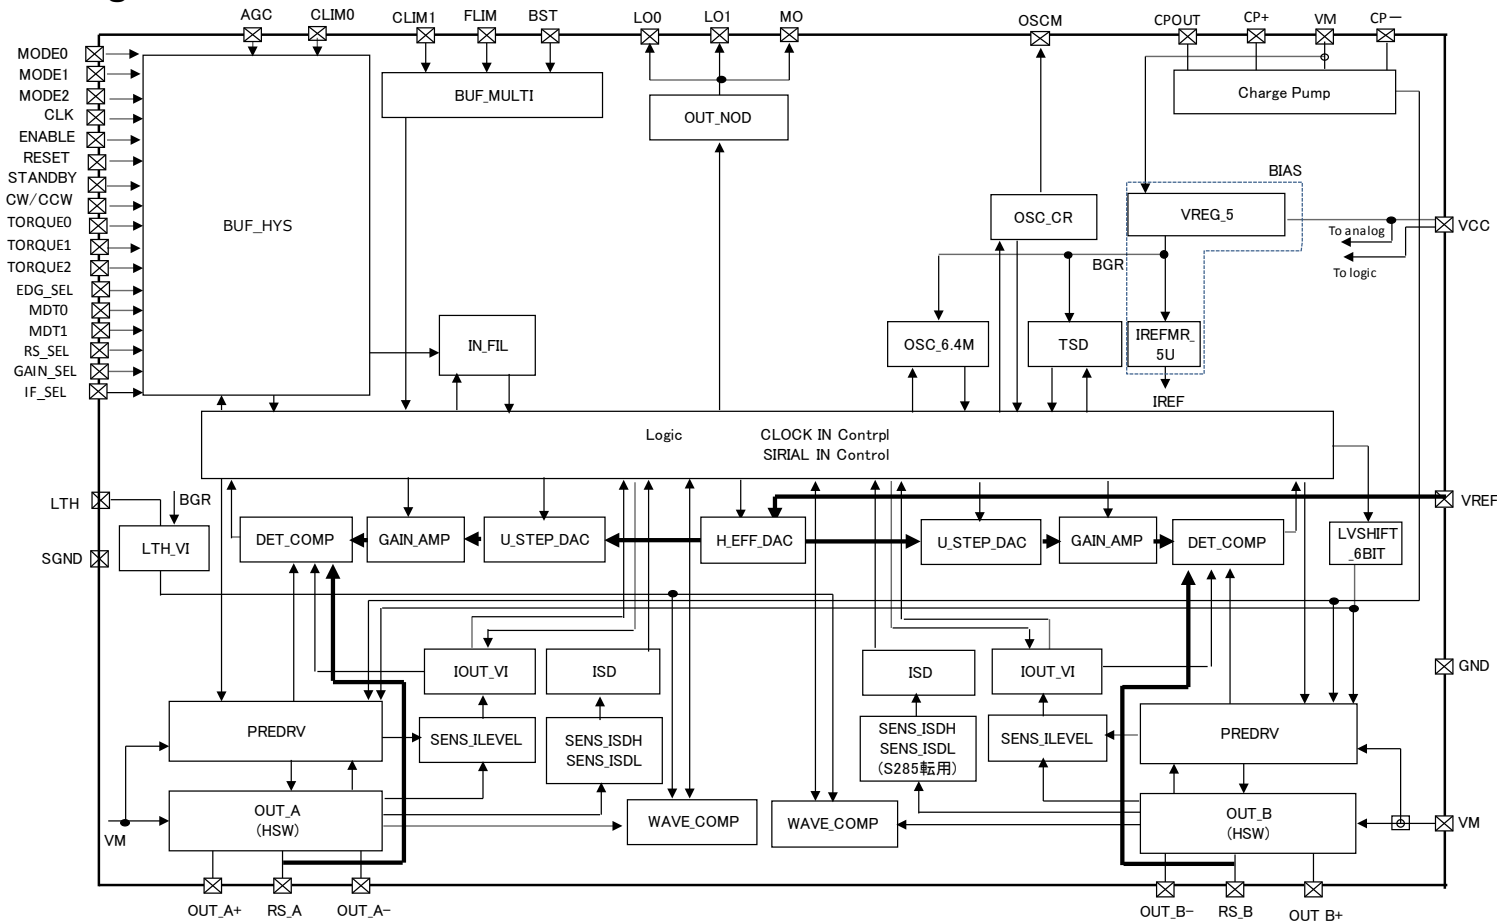 AGC
CLIM0
CLIM1
FLIM
BST
LO0
LO1
MO
OSCM
CPOUT
CP+
VM
CP－
MODE0
MODE1
MODE2
CLK
ENABLE
RESET
STANDBY
CW/CCW
TORQUE0
TORQUE1
TORQUE2
EDG_SEL
MDT0
MDT1
RS_SEL
GAIN_SEL
IF_SEL
BUF_HYS
BUF_MULTI
OUT_NOD
Charge Pump
BIAS
OSC_CR
VREG_5
VCC
To analog
To logic
BGR
IN_FIL
OSC_6.4M
TSD
IREFMR_
5U
IREF
Logic
CLOCK IN Contrpl
SIRIAL IN Control
LTH
BGR
VREF
LTH_VI
DET_COMP
GAIN_AMP
U_STEP_DAC
H_EFF_DAC
U_STEP_DAC
GAIN_AMP
DET_COMP
LVSHIFT
_6BIT
SGND
IOUT_VI
ISD
ISD
IOUT_VI
GND
PREDRV
SENS_ILEVEL
SENS_ISDH
SENS_ISDL
SENS_ISDH
SENS_ISDL
(S285転用)
SENS_ILEVEL
PREDRV
OUT_A
(HSW)
WAVE_COMP
WAVE_COMP
OUT_B
(HSW)
VM
VM
OUT_A+
RS_A
OUT_A-
OUT_B-
RS_B
OUT_B+